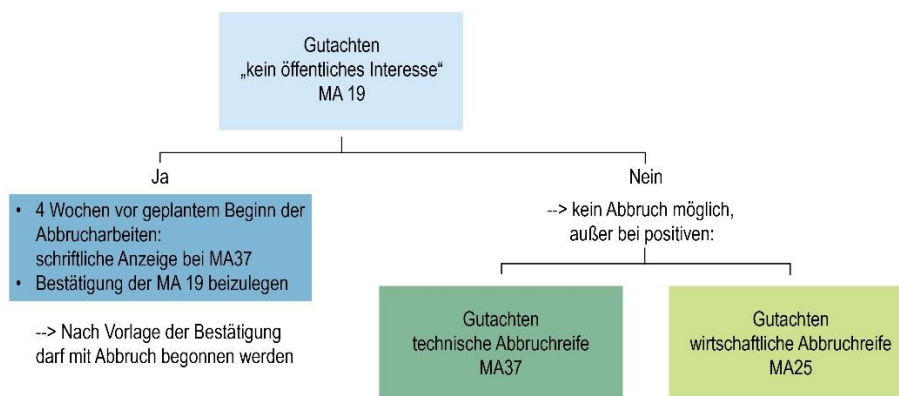 Gutachten
„kein öffentliches Interesse“
MA 19
Ja
• 4 Wochen vor geplantem Beginn der
Abbrucharbeiten:
schriftliche Anzeige bei MA37
• Bestätigung der MA 19 beizulegen
--> Nach Vorlage der Bestätigung
darf mit Abbruch begonnen werden
Nein
--> kein Abbruch möglich,
außer bei positiven:
Gutachten
technische Abbruchreife
MA37
Gutachten
wirtschaftliche Abbruchreife
MA25